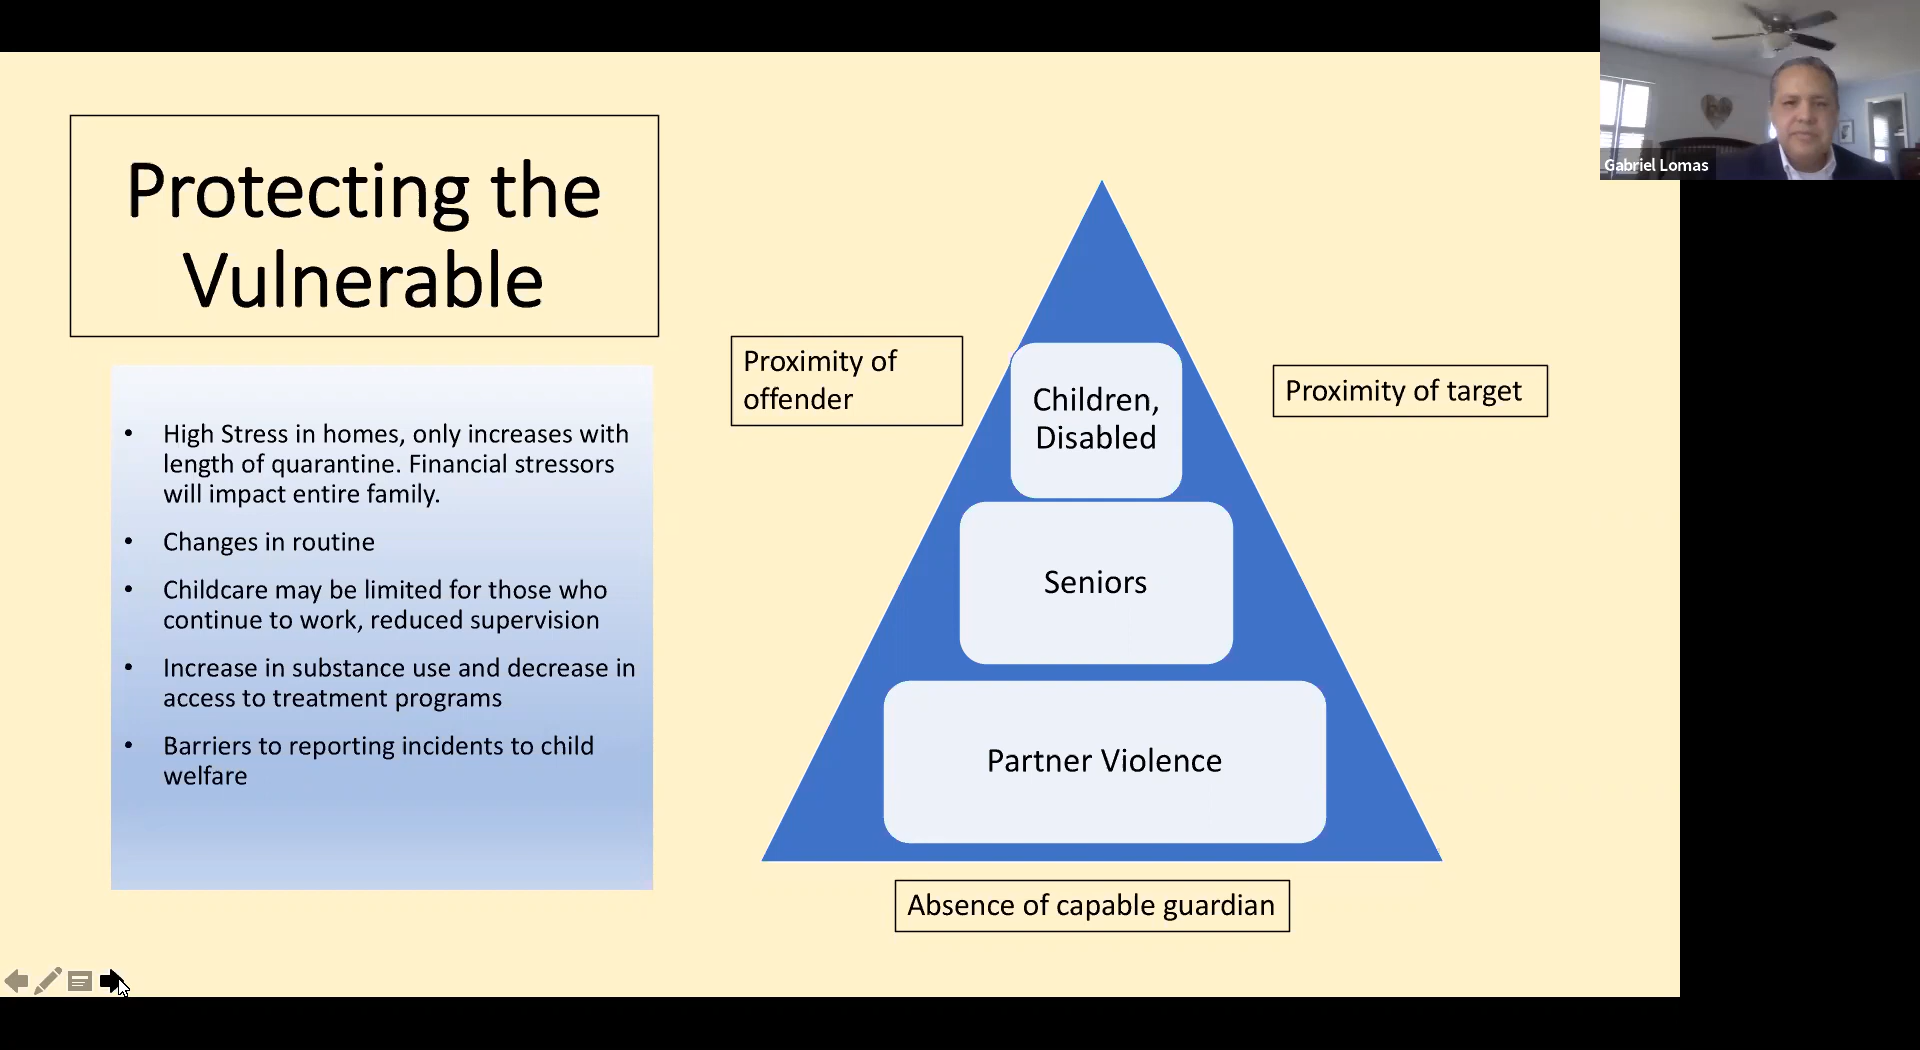 Protecting the
Vulnerable
• High Stress in homes, only increases with
length of quarantine. Financial stressors
will impact entire family.
• Changes in routine
• Childcare may be limited for those who
continue to work, reduced supervision
• Increase in substance use and decrease in
access to treatment programs
• Barriers to reporting incidents to child
welfare
Proximity of
offender
Children,
Disabled
Seniors
Partner Violence
Proximity of target
Absence of capable guardian
Gabriel Lomas